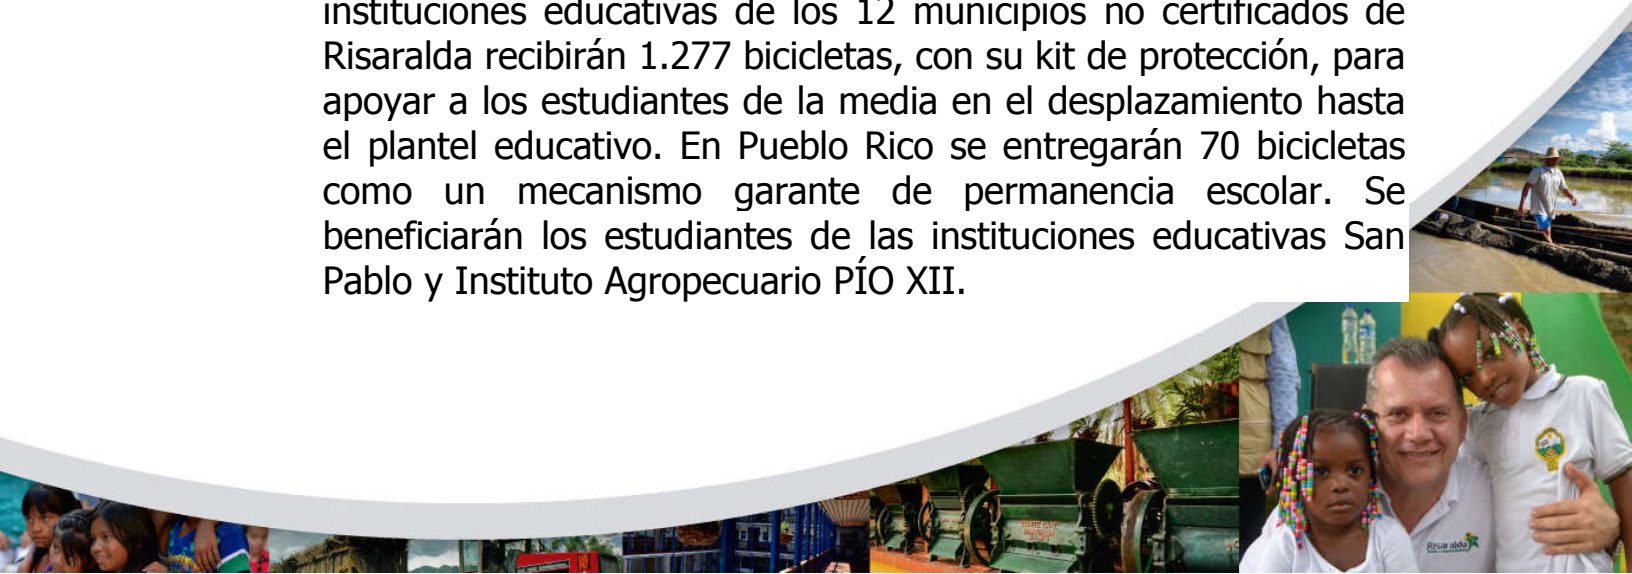 instituciones educativas de los 12 municipios no certificados de
Risaralda recibirán 1.277 bicicletas, con su kit de protección, para
apoyar a los estudiantes de la media en el desplazamiento hasta
el plantel educativo. En Pueblo Rico se entregarán 70 bicicletas
como un mecanismo garante de permanencia escolar. Se
beneficiarán los estudiantes de las instituciones educativas San
Pablo y Instituto Agropecuario PÍO XII.
Risaralda